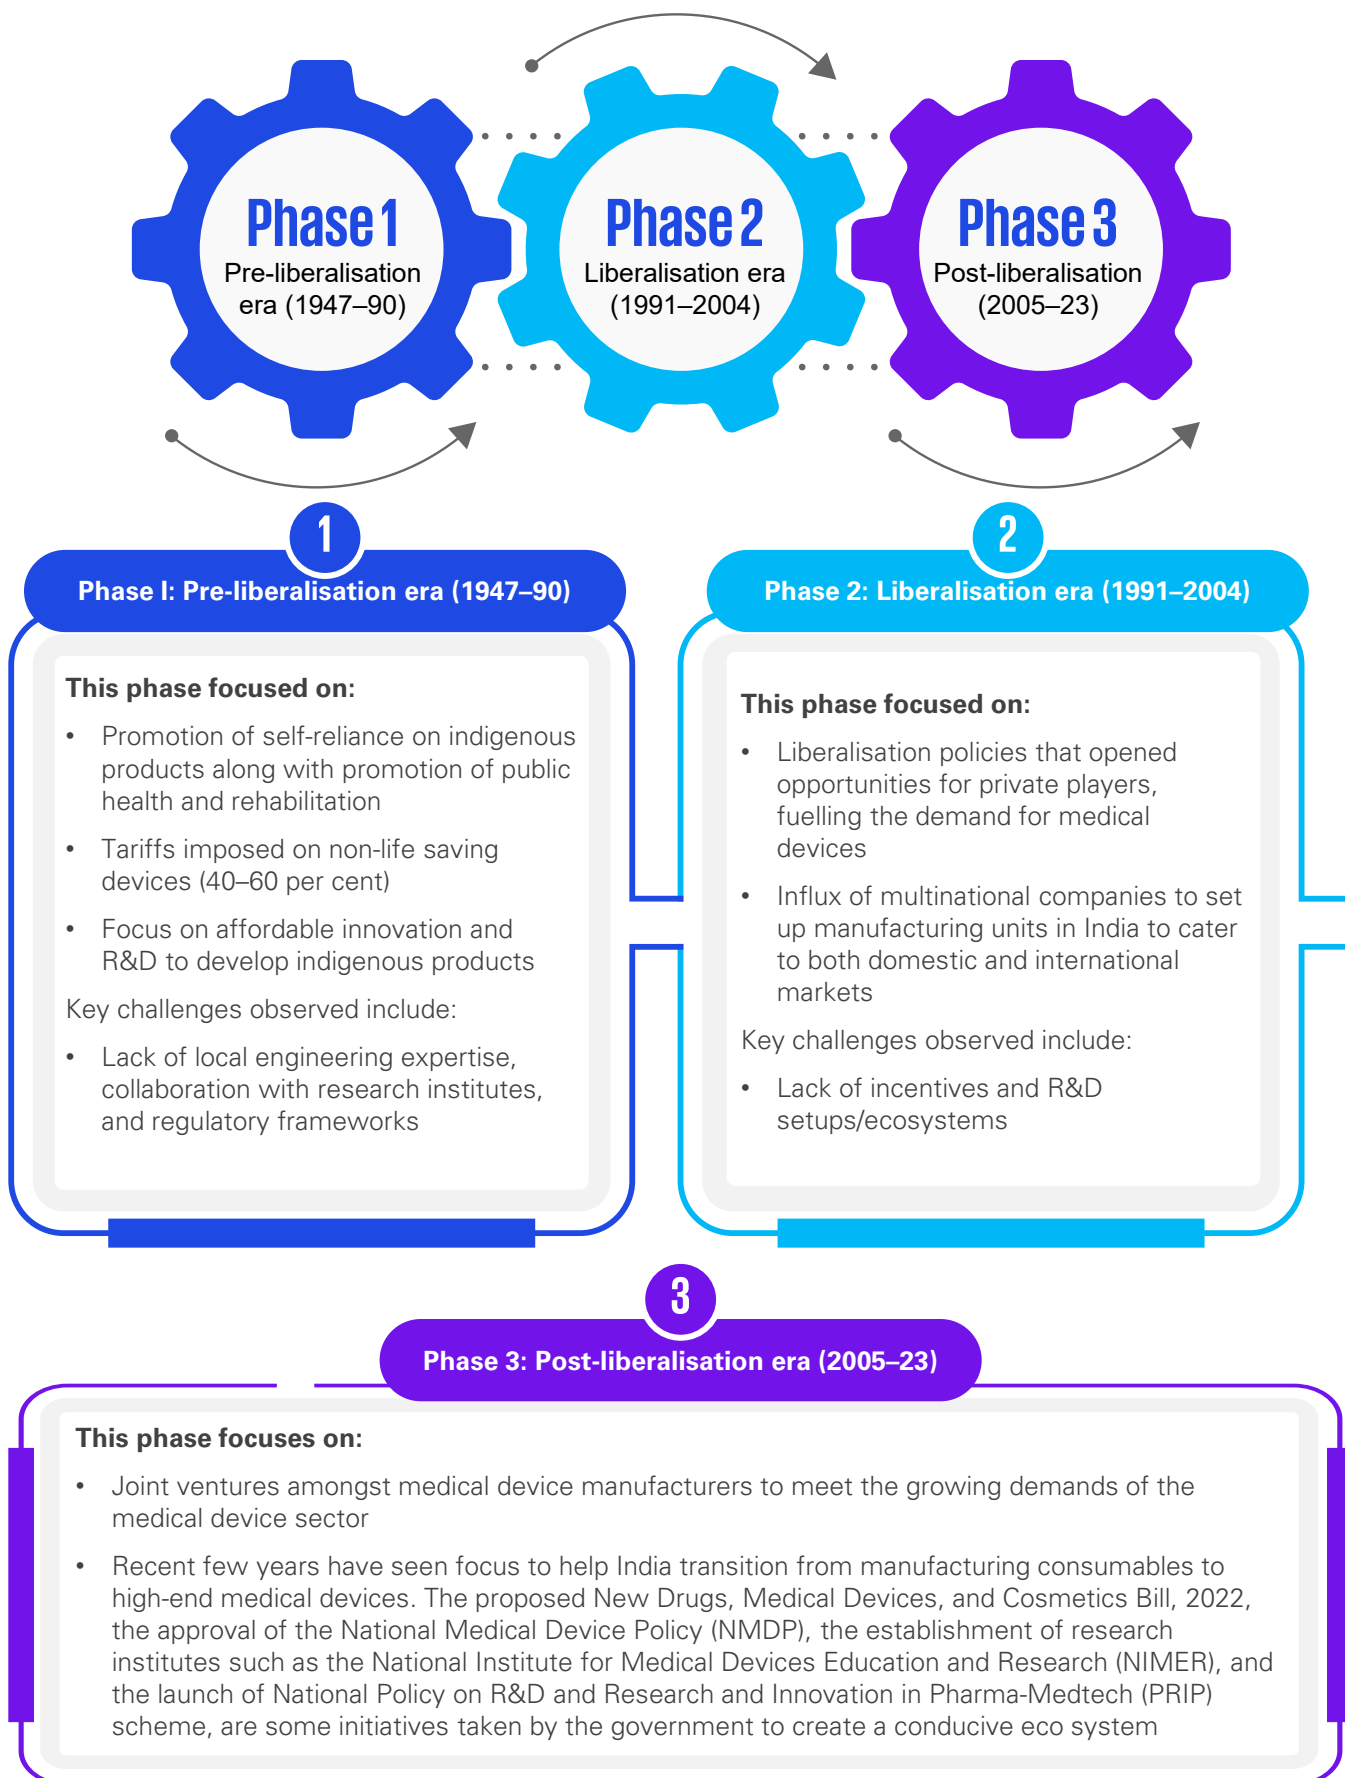 Phase 1
Pre-liberalisation
era (1947–90)
Phase 2
Liberalisation era
(1991–2004)
Phase 3
Post-liberalisation
(2005–23)
1
Phase I: Pre-liberalisation era (1947–90)
This phase focused on:
• Promotion of self-reliance on indigenous
products along with promotion of public
health and rehabilitation
• Tariffs imposed on non-life saving
devices (40–60 per cent)
• Focus on affordable innovation and
R&D to develop indigenous products
Key challenges observed include:
• Lack of local engineering expertise,
collaboration with research institutes,
and regulatory frameworks
2
Phase 2: Liberalisation era (1991–2004)
This phase focused on:
• Liberalisation policies that opened
opportunities for private players,
fuelling the demand for medical
devices
• Influx of multinational companies to set
up manufacturing units in India to cater
to both domestic and international
markets
Key challenges observed include:
• Lack of incentives and R&D
setups/ecosystems
3
Phase 3: Post-liberalisation era (2005–23)
This phase focuses on:
• Joint ventures amongst medical device manufacturers to meet the growing demands of the
medical device sector
• Recent few years have seen focus to help India transition from manufacturing consumables to
high-end medical devices. The proposed New Drugs, Medical Devices, and Cosmetics Bill, 2022,
the approval of the National Medical Device Policy (NMDP), the establishment of research
institutes such as the National Institute for Medical Devices Education and Research (NIMER), and
the launch of National Policy on R&D and Research and Innovation in Pharma-Medtech (PRIP)
scheme, are some initiatives taken by the government to create a conducive eco system